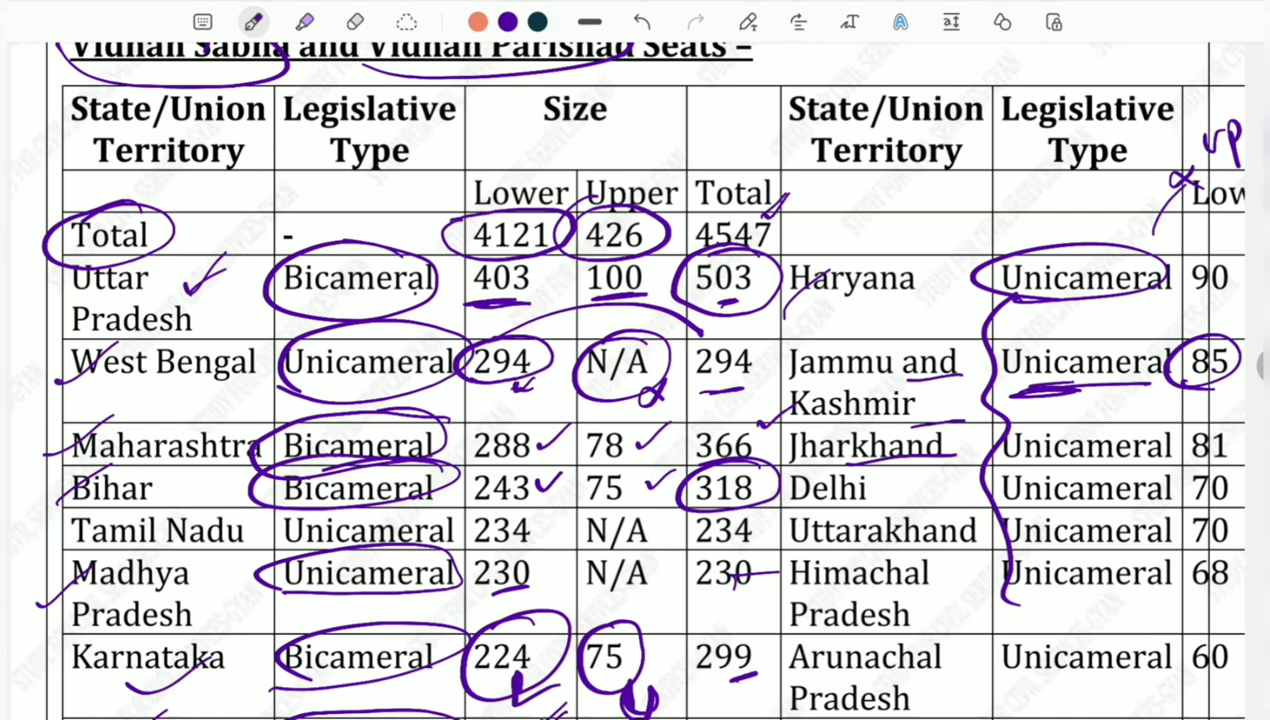 Vidhan Sabha and Vidhan Parishad Seats –
State/Union Territory Legislative Type Size State/Union Territory Legislative Type
up
Lower Upper Total Low
Total - 4121 426 4547
Uttar Pradesh Bicameral 403 100 503 Haryana Unicameral 90
West Bengal Unicameral 294 N/A 294 Jammu and Kashmir Unicameral 85
Maharashtra Bicameral 288 78 366 Jharkhand Unicameral 81
Bihar Bicameral 243 75 318 Delhi Unicameral 70
Tamil Nadu Unicameral 234 N/A 234 Uttarakhand Unicameral 70
Madhya Pradesh Unicameral 230 N/A 230 Himachal Pradesh Unicameral 68
Karnataka Bicameral 224 75 299 Arunachal Pradesh Unicameral 60
L U